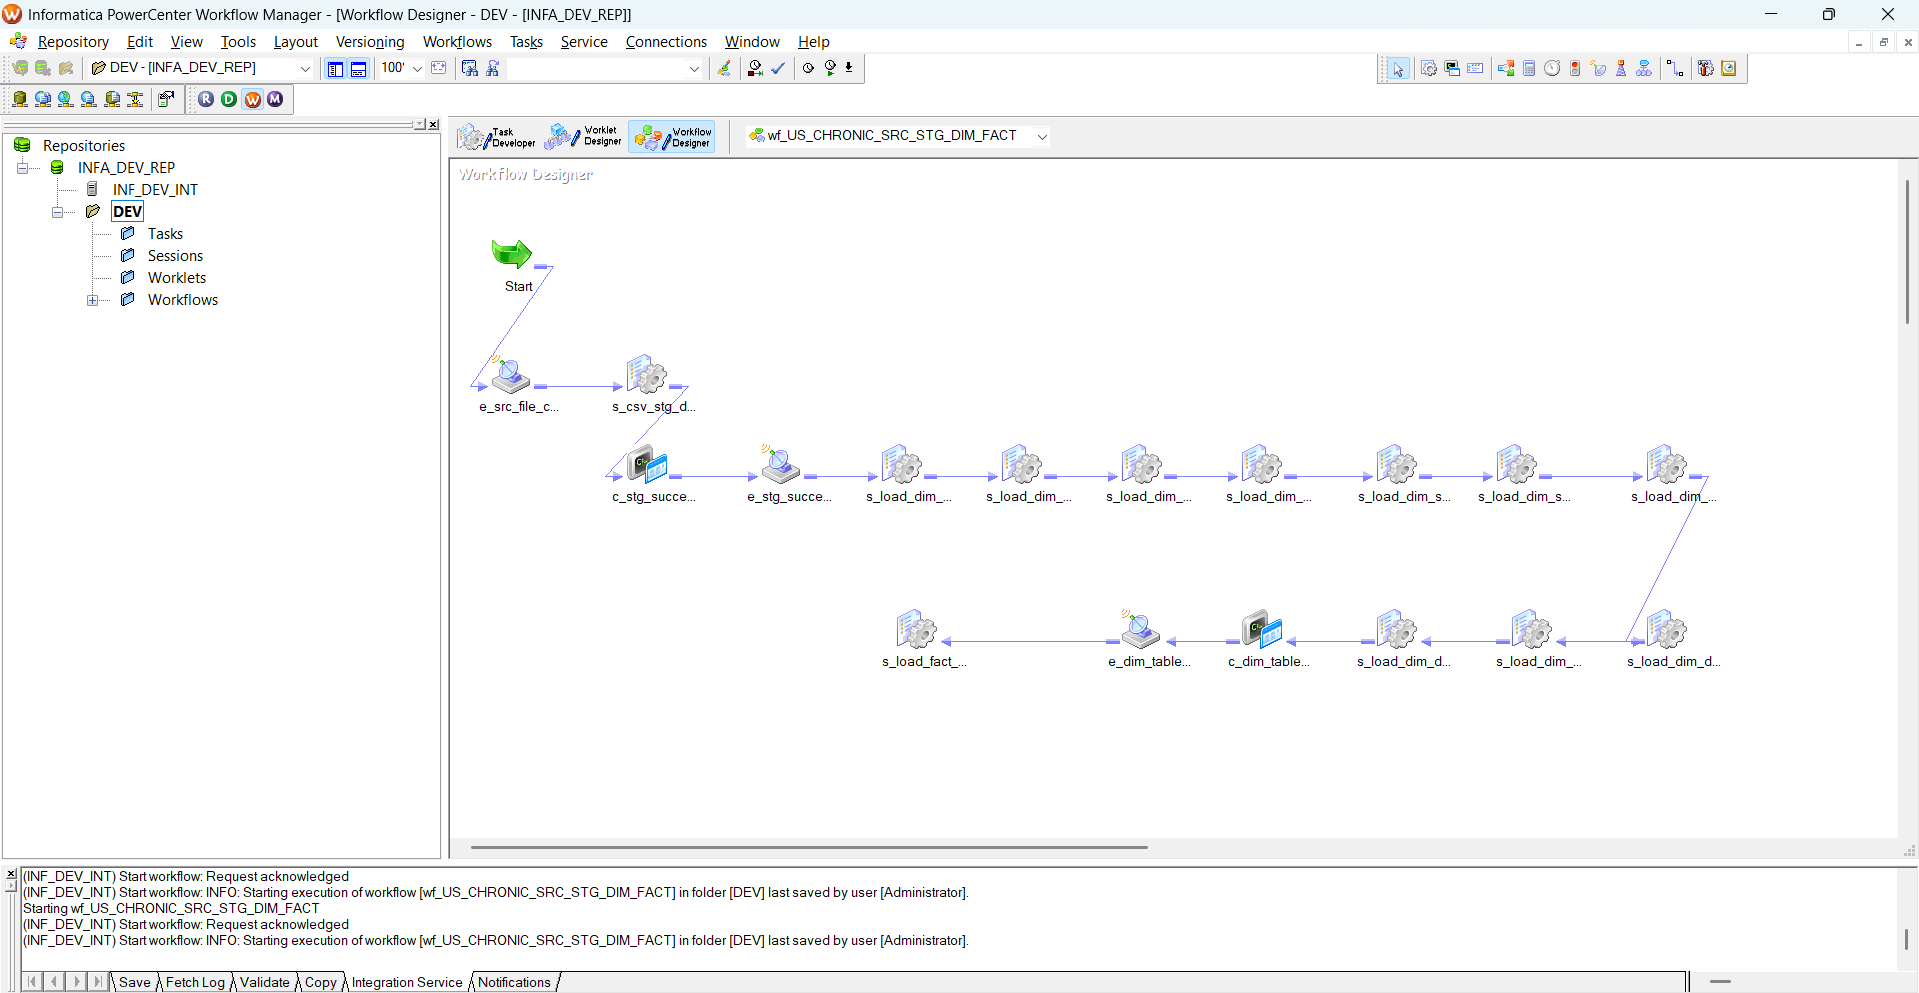 Informatica PowerCenter Workflow Manager - [Workflow Designer - DEV - [INFA_DEV_REP]]
Repository Edit View Tools Layout Versioning Workflows Tasks Service Connections Window Help
DEV - [INFA_DEV_REP] 100'
R D W M
Task Developer
Worklet Designer
Workflow Designer
wf_US_CHRONIC_SRC_STG_DIM_FACT
Repositories
INFA_DEV_REP
INF_DEV_INT
DEV
Tasks
Sessions
Worklets
Workflows
Workflow Designer
Start
e_src_file_c... s_csv_stg_d...
c_stg_succe... e_stg_succe... s_load_dim_... s_load_dim_... s_load_dim_... s_load_dim_... s_load_dim_s... s_load_dim_s... s_load_dim_...
s_load_fact_... e_dim_table... c_dim_table... s_load_dim_d... s_load_dim_... s_load_dim_d...
(INF_DEV_INT) Start workflow: Request acknowledged
(INF_DEV_INT) Start workflow: INFO: Starting execution of workflow [wf_US_CHRONIC_SRC_STG_DIM_FACT] in folder [DEV] last saved by user [Administrator].
Starting wf_US_CHRONIC_SRC_STG_DIM_FACT
(INF_DEV_INT) Start workflow: Request acknowledged
(INF_DEV_INT) Start workflow: INFO: Starting execution of workflow [wf_US_CHRONIC_SRC_STG_DIM_FACT] in folder [DEV] last saved by user [Administrator].
Save Fetch Log Validate Copy Integration Service Notifications